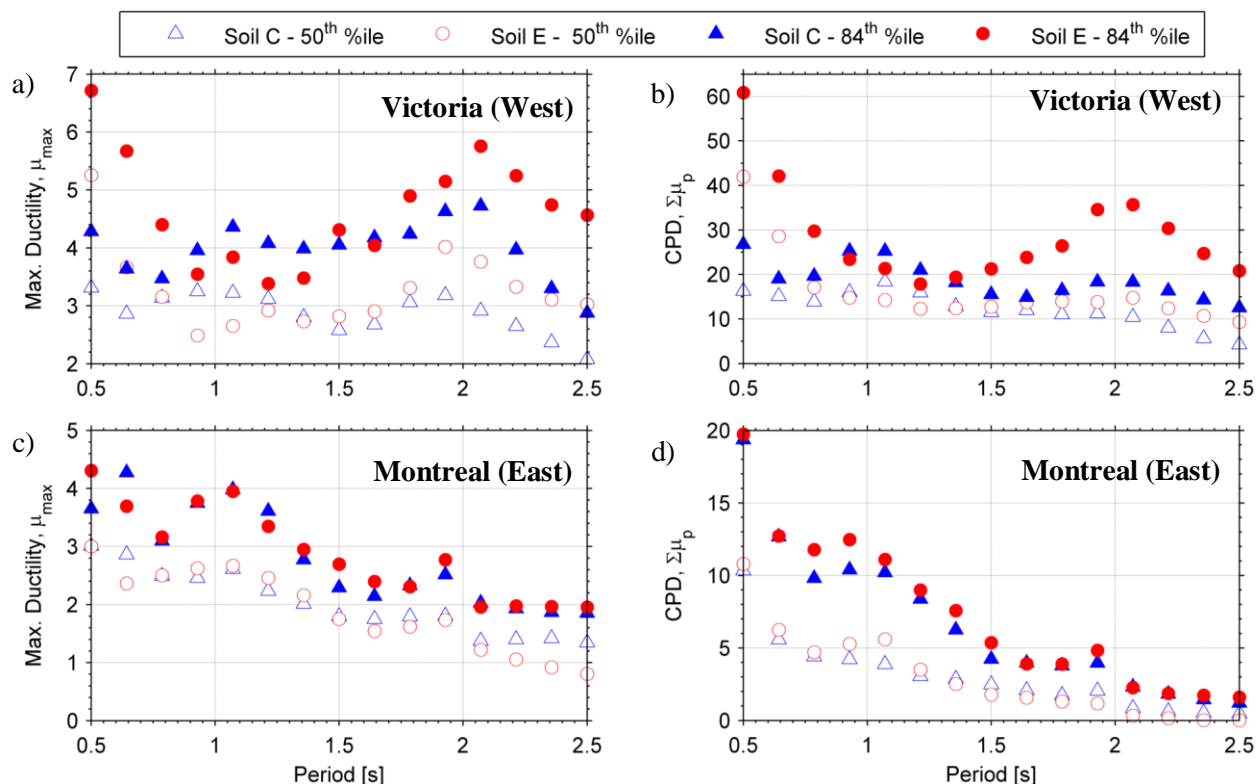 Soil C - 50th %ile Soil E - 50th %ile Soil C - 84th %ile Soil E - 84th %ile
a)
Victoria (West)
Max. Ductility, μmax
7
6
5
4
3
2
0.5 1 1.5 2 2.5
b)
Victoria (West)
CPD, Σμp
60
50
40
30
20
10
0
0.5 1 1.5 2 2.5
c)
Montreal (East)
Max. Ductility, μmax
5
4
3
2
1
0
0.5 1 1.5 2 2.5
Period [s]
d)
Montreal (East)
CPD, Σμp
20
15
10
5
0
0.5 1 1.5 2 2.5
Period [s]